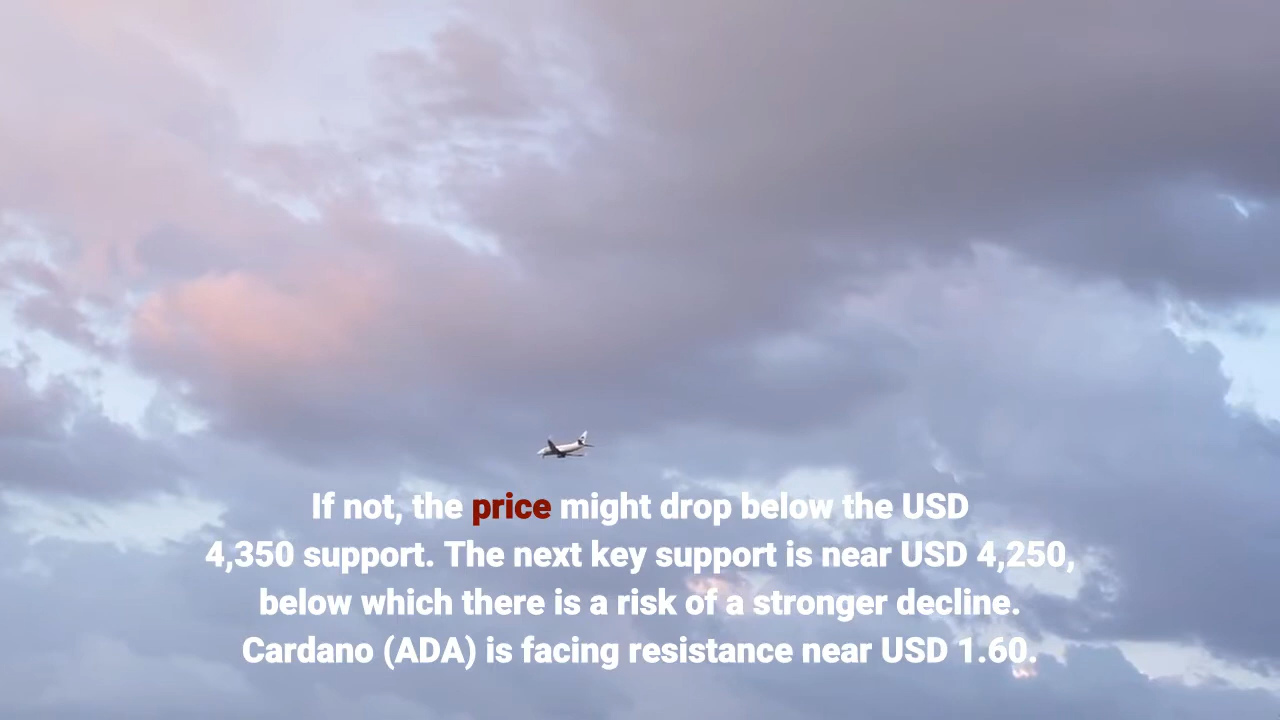 If not, the price might drop below the USD
4,350 support. The next key support is near USD 4,250,
below which there is a risk of a stronger decline.
Cardano (ADA) is facing resistance near USD 1.60.